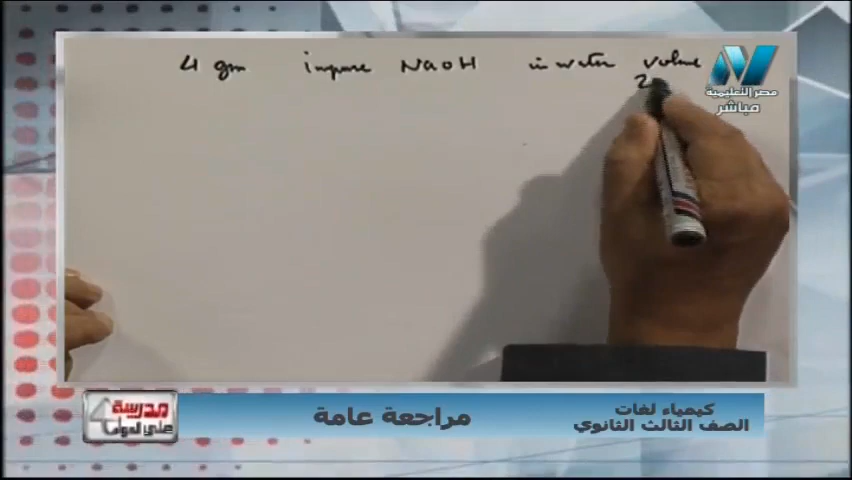 4 gm impure NaOH in water volume
2
مصر التعليمية
مباشر
مدرسة
على الهواء
مراجعة عامة
كيمياء لغات
الصف الثالث الثانوي